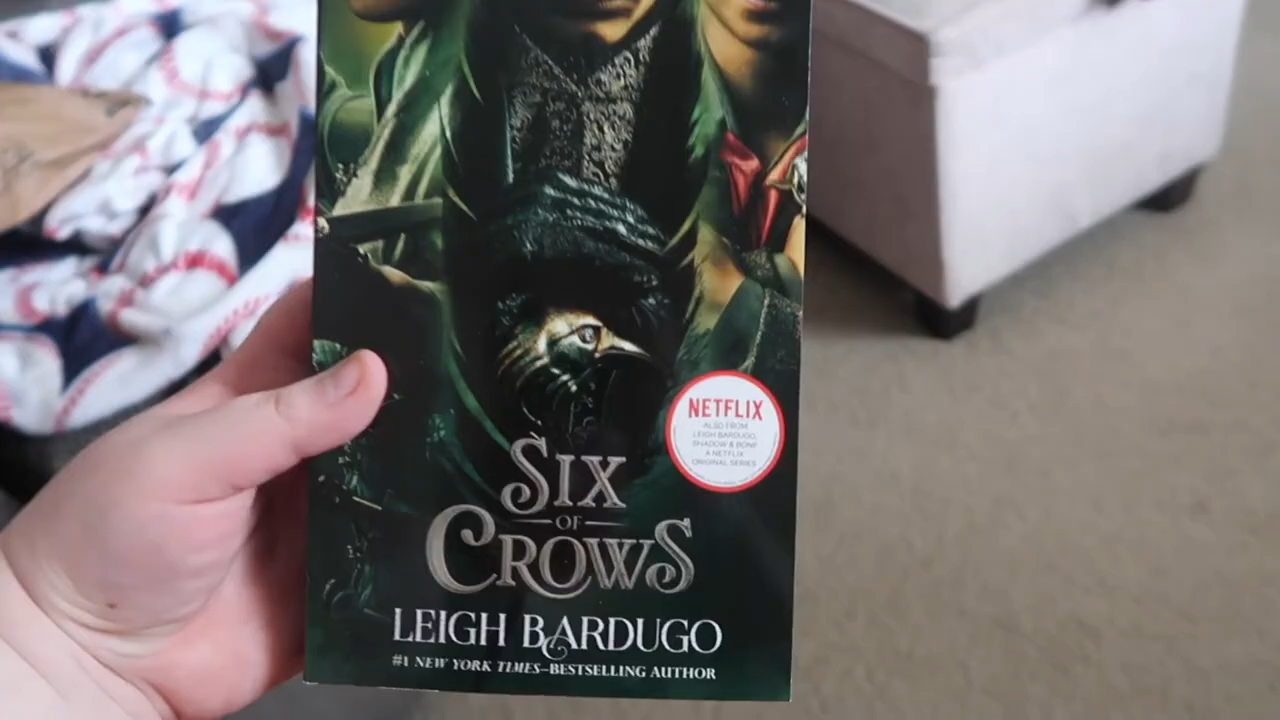 NETFLIX
ALSO FROM
LEIGH BARDUGO,
SHADOW & BONE
A NETFLIX
ORIGINAL SERIES
SIX
OF
CROWS
LEIGH BARDUGO
#1 NEW YORK TIMES–BESTSELLING AUTHOR